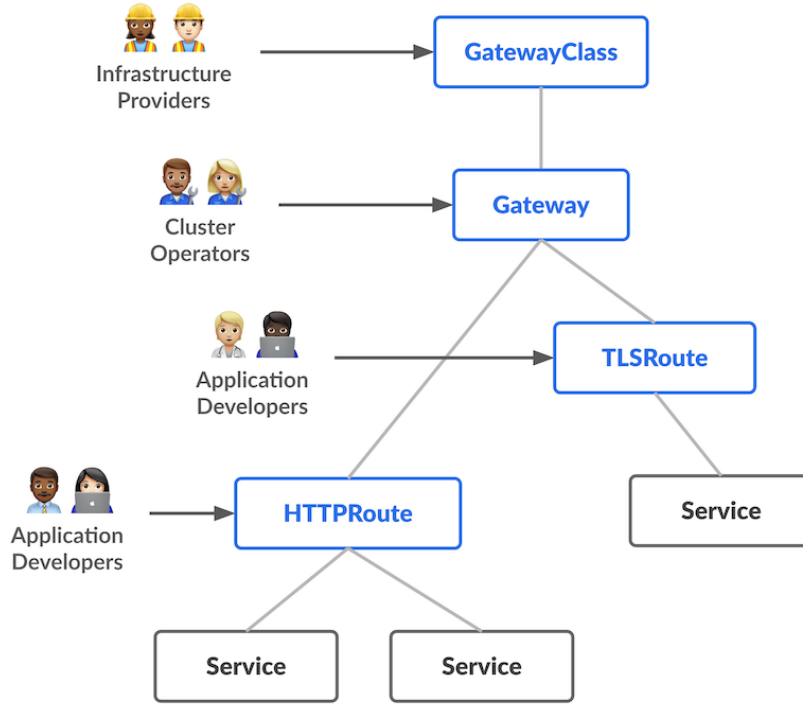 GatewayClass
Infrastructure
Providers
Gateway
Cluster
Operators
TLSRoute
Application
Developers
HTTPRoute
Service
Application
Developers
Service
Service